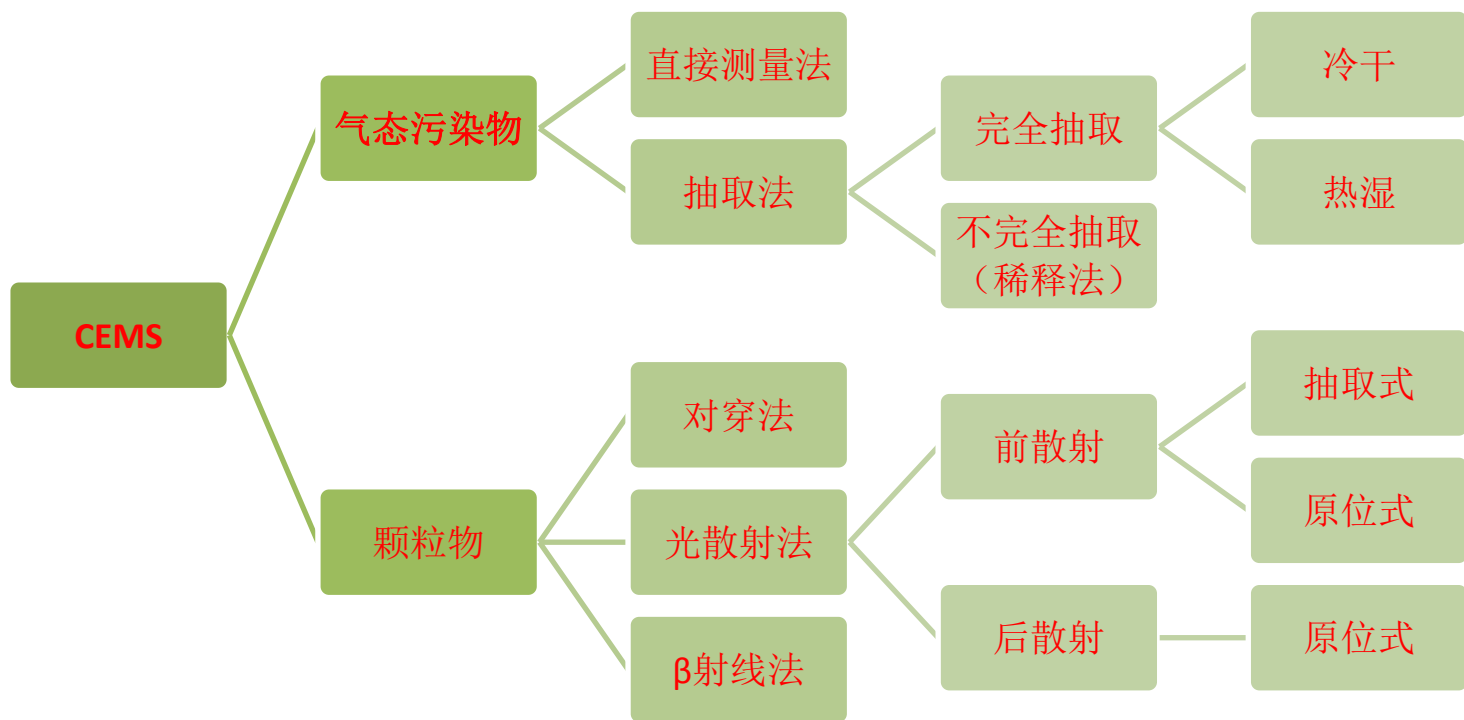 CEMS
气态污染物
直接测量法
抽取法
完全抽取
冷干
热湿
不完全抽取
（稀释法）
颗粒物
对穿法
光散射法
前散射
抽取式
原位式
后散射
原位式
β射线法